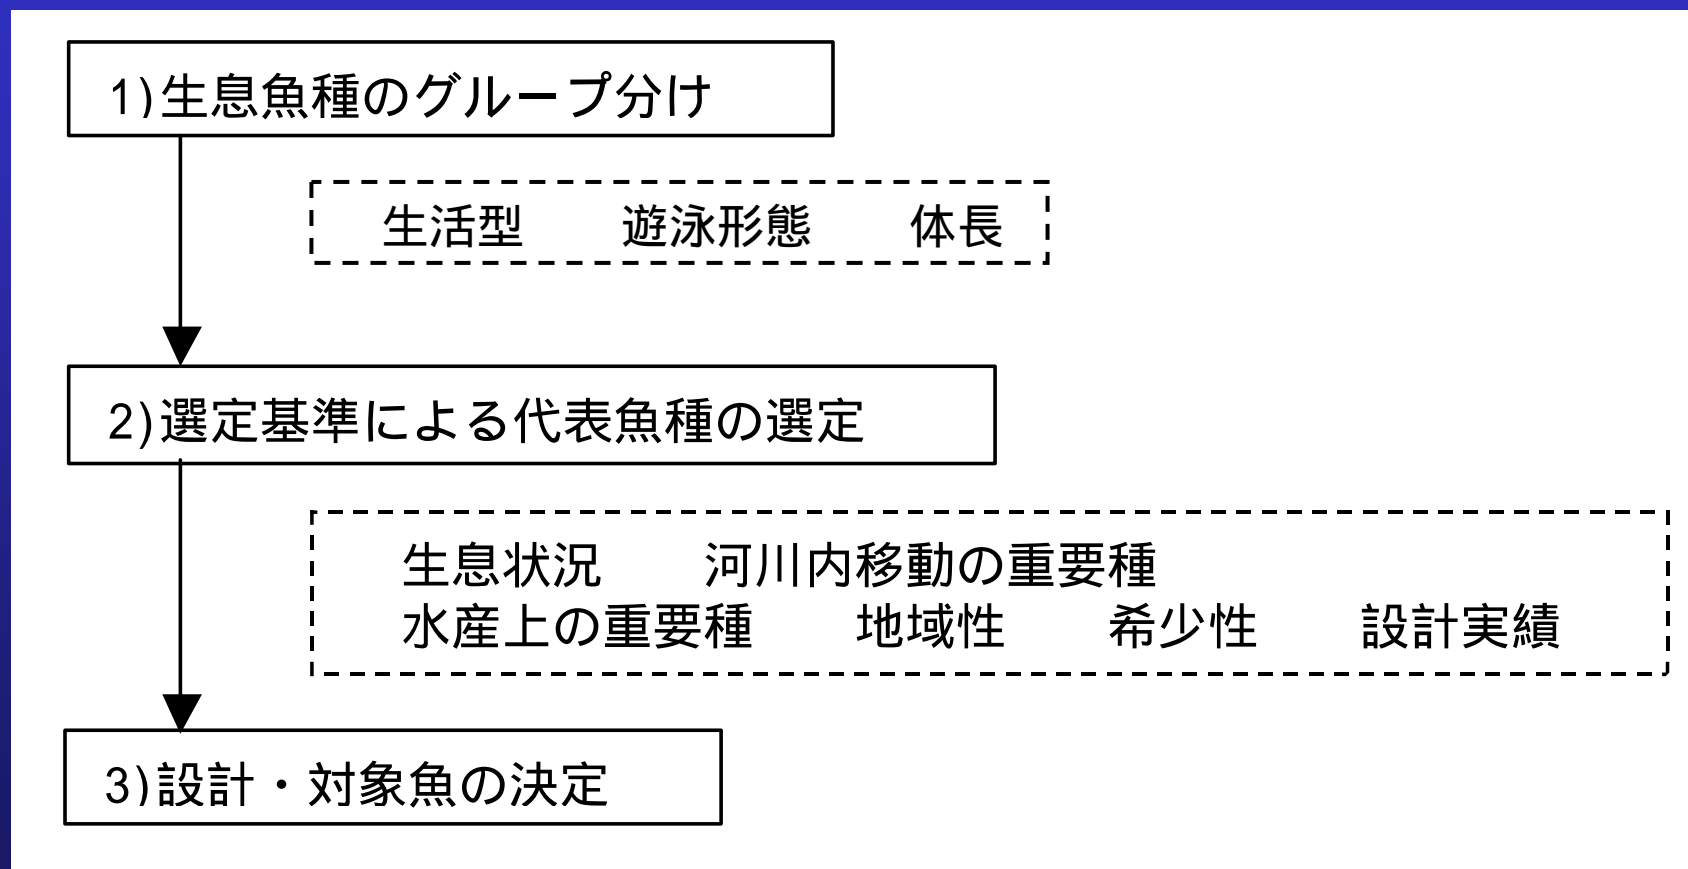 1)生息魚種のグループ分け
生活型　　遊泳形態　　体長
2)選定基準による代表魚種の選定
生息状況　　河川内移動の重要種
水産上の重要種　　地域性　　希少性　　設計実績
3)設計・対象魚の決定